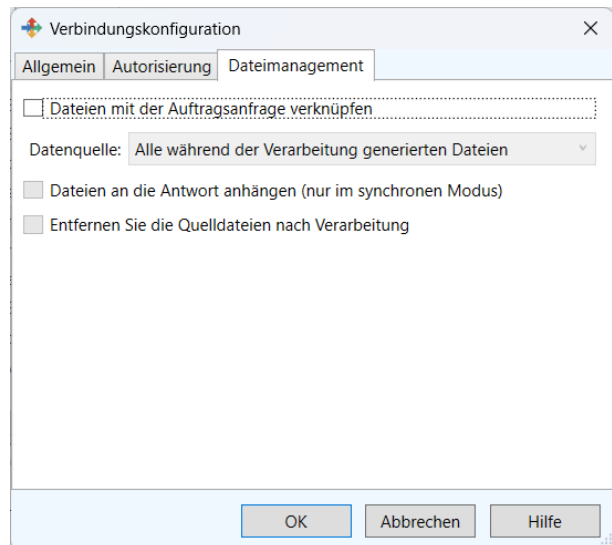 Verbindungskonfiguration
Allgemein Autorisierung Dateimanagement
Dateien mit der Auftragsanfrage verknüpfen
Datenquelle: Alle während der Verarbeitung generierten Dateien
Dateien an die Antwort anhängen (nur im synchronen Modus)
Entfernen Sie die Quelldateien nach Verarbeitung
OK Abbrechen Hilfe